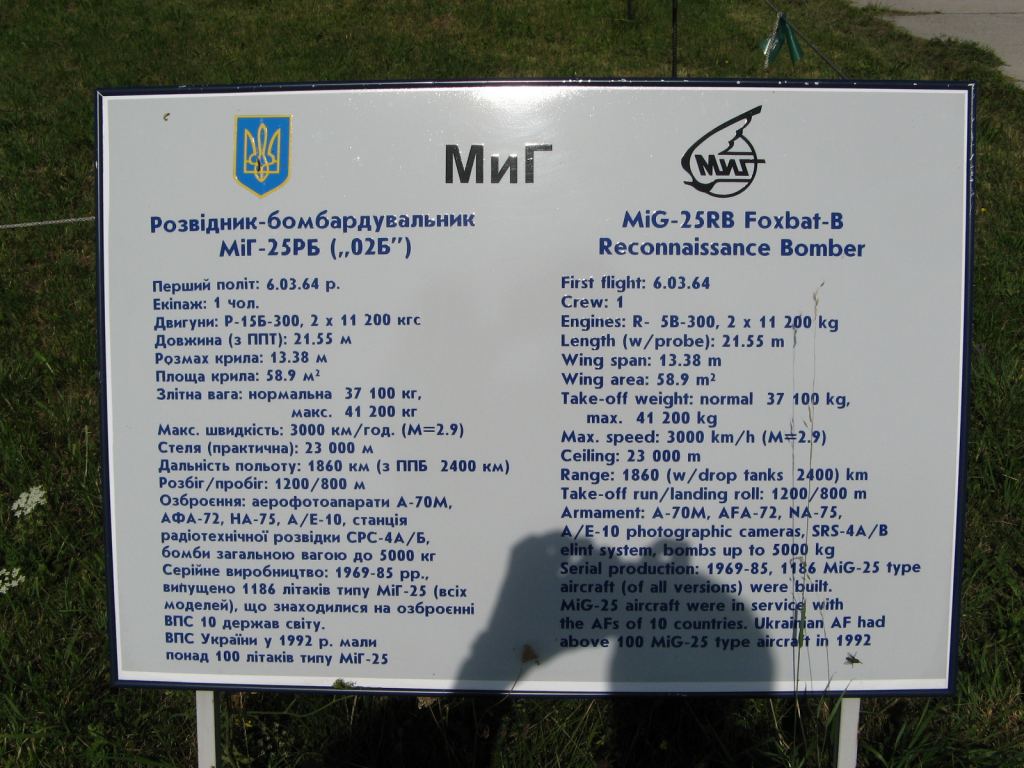 МиГ
МиГ
Розвідник-бомбардувальник
МіГ-25РБ („02Б”)
Перший політ: 6.03.64 р.
Екіпаж: 1 чол.
Двигуни: Р-15Б-300, 2 x 11 200 кгс
Довжина (з ППТ): 21.55 м
Розмах крила: 13.38 м
Площа крила: 58.9 м²
Злітна вага: нормальна 37 100 кг,
макс. 41 200 кг
Макс. швидкість: 3000 км/год. (М=2.9)
Стеля (практична): 23 000 м
Дальність польоту: 1860 км (з ППБ 2400 км)
Розбіг/пробіг: 1200/800 м
Озброєння: аерофотоапарати А-70М,
АФА-72, НА-75, А/Е-10, станція
радіотехнічної розвідки СРС-4А/Б,
бомби загальною вагою до 5000 кг
Серійне виробництво: 1969-85 рр.,
випущено 1186 літаків типу МіГ-25 (всіх
моделей), що знаходилися на озброєнні
ВПС 10 держав світу.
ВПС України у 1992 р. мали
понад 100 літаків типу МіГ-25
MiG-25RB Foxbat-B
Reconnaissance Bomber
First flight: 6.03.64
Crew: 1
Engines: R- 5B-300, 2 x 11 200 kg
Length (w/probe): 21.55 m
Wing span: 13.38 m
Wing area: 58.9 m²
Take-off weight: normal 37 100 kg,
max. 41 200 kg
Max. speed: 3000 km/h (M=2.9)
Ceiling: 23 000 m
Range: 1860 (w/drop tanks 2400) km
Take-off run/landing roll: 1200/800 m
Armament: A-70M, AFA-72, NA-75,
A/E-10 photographic cameras, SRS-4A/B
elint system, bombs up to 5000 kg
Serial production: 1969-85, 1186 MiG-25 type
aircraft (of all versions) were built.
MiG-25 aircraft were in service with
the AFs of 10 countries. Ukrainian AF had
above 100 MiG-25 type aircraft in 1992